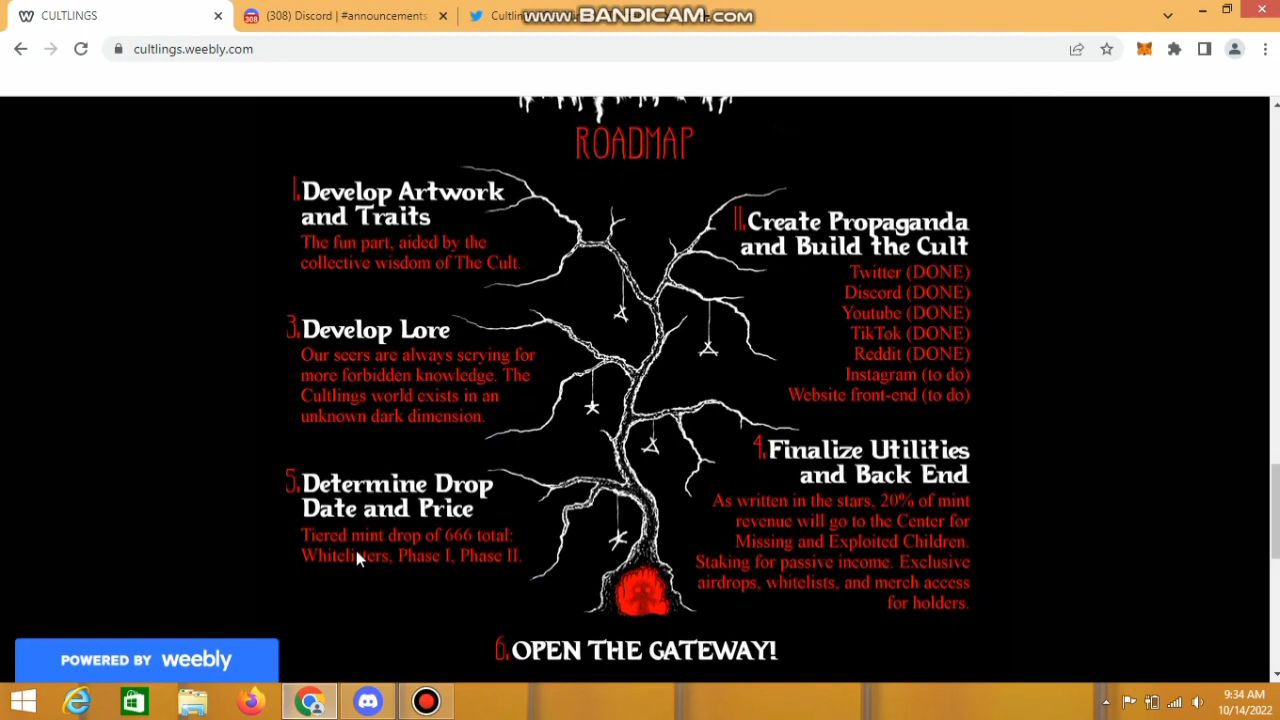 CUTLINGS
(308) Discord | #announcements
Cultlin
www.BANDICAM.com
cultlings.weebly.com
ROADMAP
1. Develop Artwork
and Traits
The fun part, aided by the
collective wisdom of The Cult.
11. Create Propaganda
and Build the Cult
Twitter (DONE)
Discord (DONE)
Youtube (DONE)
TikTok (DONE)
Reddit (DONE)
Instagram (to do)
Website front-end (to do)
3. Develop Lore
Our seers are always scrying for
more forbidden knowledge. The
Cultlings world exists in an
unknown dark dimension.
4. Finalize Utilities
and Back End
As written in the stars, 20% of mint
revenue will go to the Center for
Missing and Exploited Children.
Staking for passive income. Exclusive
airdrops, whitelists, and merch access
for holders.
5. Determine Drop
Date and Price
Tiered mint drop of 666 total:
Whitelisters, Phase I, Phase II.
6. OPEN THE GATEWAY!
POWERED BY weebly
9:34 AM
10/14/2022